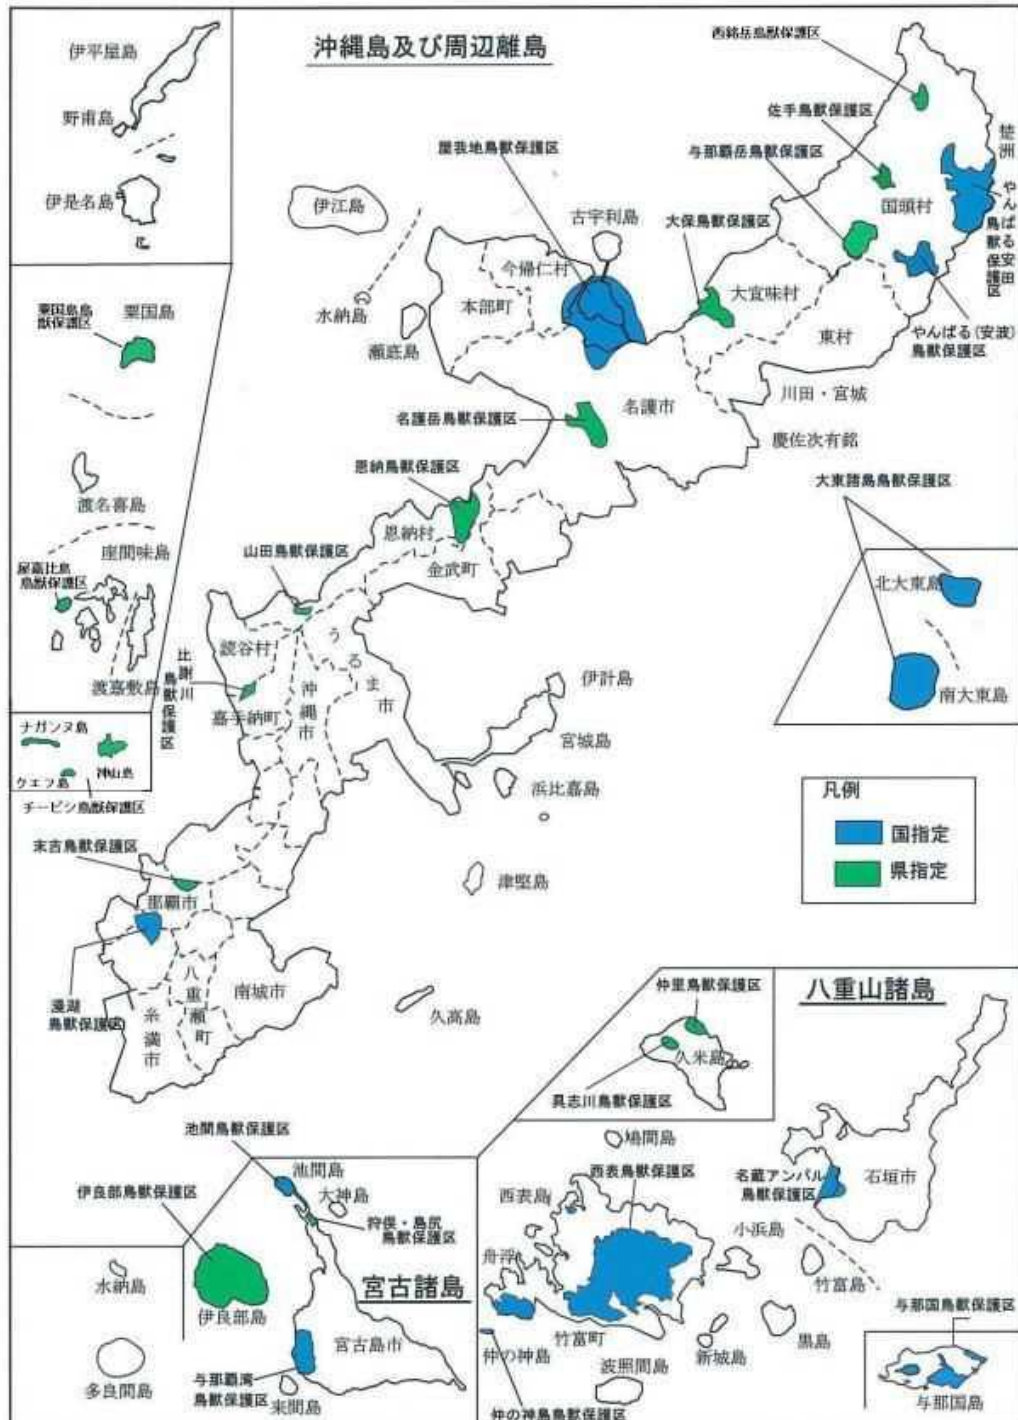 沖縄島及び周辺離島
伊平屋島
野甫島
伊是名島
西銘岳鳥獣保護区
佐手鳥獣保護区
与那覇岳鳥獣保護区
屋我地鳥獣保護区
大保鳥獣保護区
楚洲
やんばる安田
鳥獣保護区
国頭村
伊江島
古宇利島
今帰仁村
本部町
大宜味村
水納島
瀬底島
東村
やんばる(安波)
鳥獣保護区
川田・宮城
慶佐次有銘
名護市
名護岳鳥獣保護区
粟国島鳥
獣保護区
粟国島
渡名喜島
座間味島
屋嘉比島
鳥獣保護区
渡嘉敷島
恩納鳥獣保護区
恩納村
金武町
山田鳥獣保護区
大東諸島鳥獣保護区
北大東島
南大東島
読谷村
比謝川
鳥獣保護区
嘉手納町
沖縄市
うるま市
伊計島
宮城島
浜比嘉島
津堅島
ナガンヌ島
神山島
クエフ島
チービシ鳥獣保護区
凡例
国指定
県指定
末吉鳥獣保護区
那覇市
漫湖
鳥獣保護区
八重瀬町
糸満市
南城市
久高島
仲里鳥獣保護区
久米島
具志川鳥獣保護区
八重山諸島
池間鳥獣保護区
池間島
大神島
伊良部鳥獣保護区
狩俣・島尻
鳥獣保護区
宮古諸島
伊良部島
宮古島市
与那覇湾
鳥獣保護区
来間島
水納島
多良間島
鳩間島
西表鳥獣保護区
西表島
舟浮
仲の神島
竹富町
波照間島
仲の神島鳥獣保護区
新城島
黒島
小浜島
竹富島
名蔵アンパル
鳥獣保護区
石垣市
与那国鳥獣保護区
与那国島